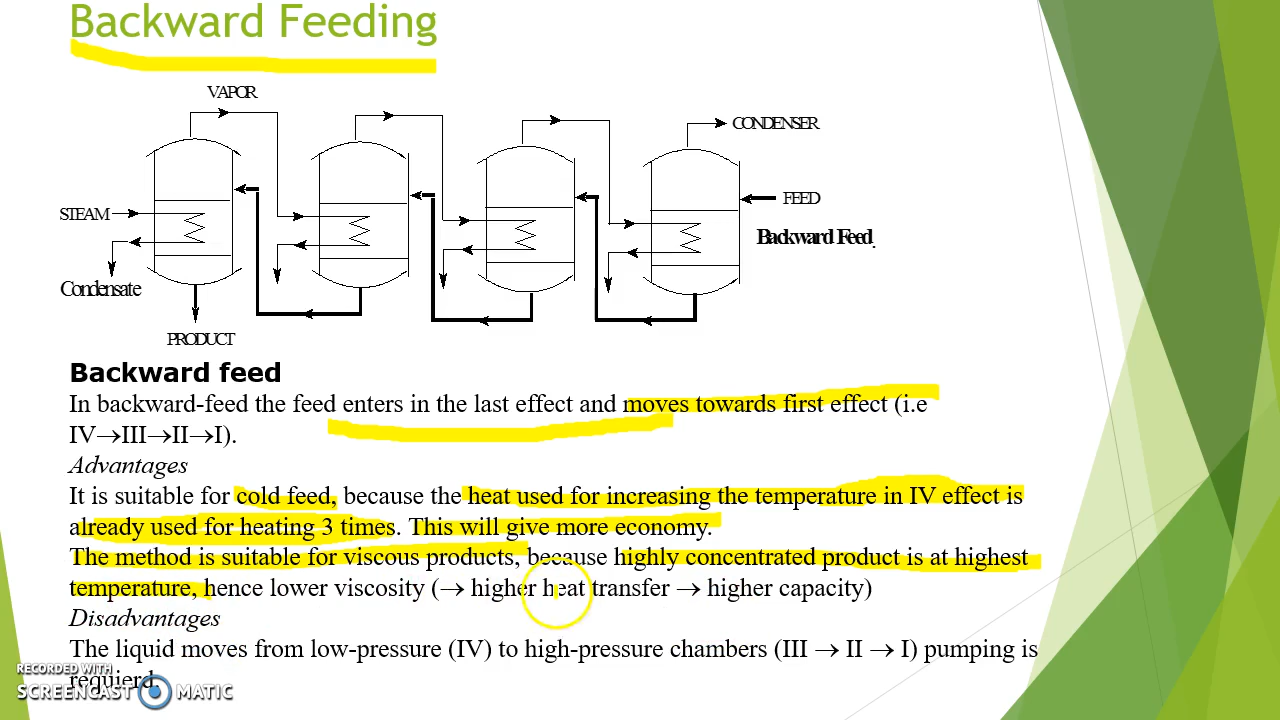 Backward Feeding
VAPOR
CONDENSER
STEAM
FEED
Backward Feed.
Condensate
PRODUCT
Backward feed
In backward-feed the feed enters in the last effect and moves towards first effect (i.e
IV→III→II→I).
Advantages
It is suitable for cold feed, because the heat used for increasing the temperature in IV effect is
already used for heating 3 times. This will give more economy.
The method is suitable for viscous products, because highly concentrated product is at highest
temperature, hence lower viscosity (→ higher heat transfer → higher capacity)
Disadvantages
The liquid moves from low-pressure (IV) to high-pressure chambers (III → II → I) pumping is
requierd.
RECORDED WITH
SCREENCAST MATIC